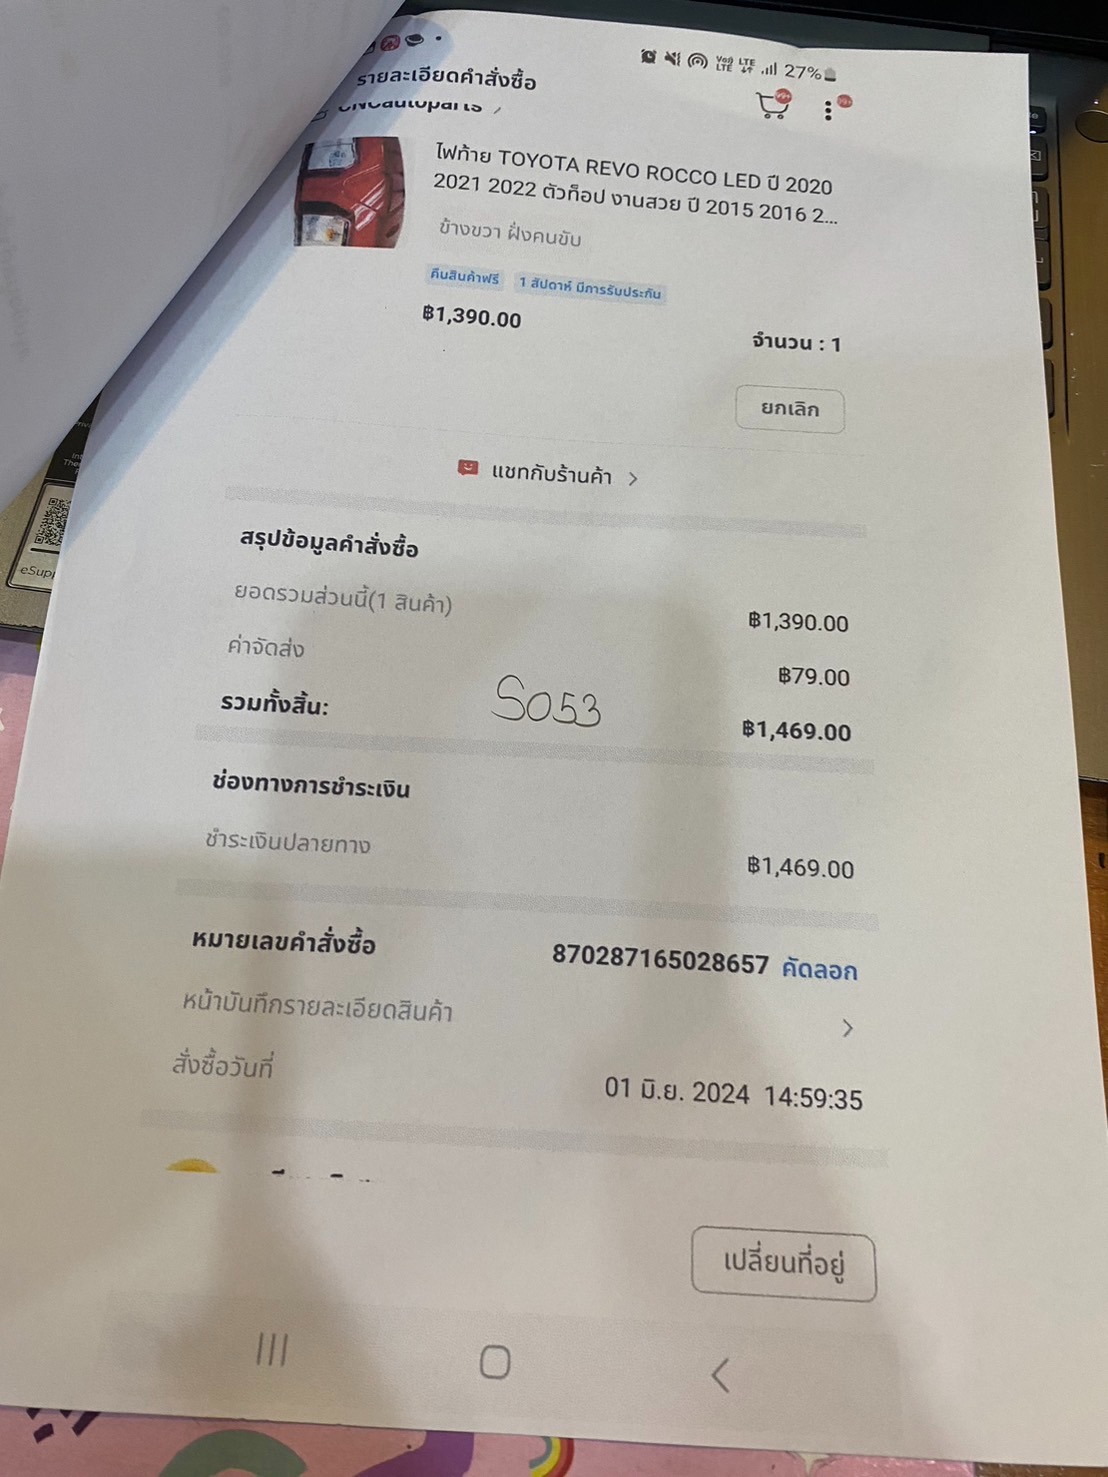 27%
รายละเอียดคำสั่งซื้อ
CNCautoparts
ไฟท้าย TOYOTA REVO ROCCO LED ปี 2020
2021 2022 ตัวท็อป งานสวย ปี 2015 2016 2...
ข้างขวา ฝั่งคนขับ
คืนสินค้าฟรี 1 สัปดาห์ มีการรับประกัน
฿1,390.00
จำนวน : 1
ยกเลิก
แชทกับร้านค้า
สรุปข้อมูลคำสั่งซื้อ
ยอดรวมส่วนนี้(1 สินค้า) ฿1,390.00
ค่าจัดส่ง ฿79.00
S053
รวมทั้งสิ้น: ฿1,469.00
ช่องทางการชำระเงิน
ชำระเงินปลายทาง ฿1,469.00
หมายเลขคำสั่งซื้อ 870287165028657 คัดลอก
หน้าบันทึกรายละเอียดสินค้า
สั่งซื้อวันที่ 01 มิ.ย. 2024 14:59:35
เปลี่ยนที่อยู่